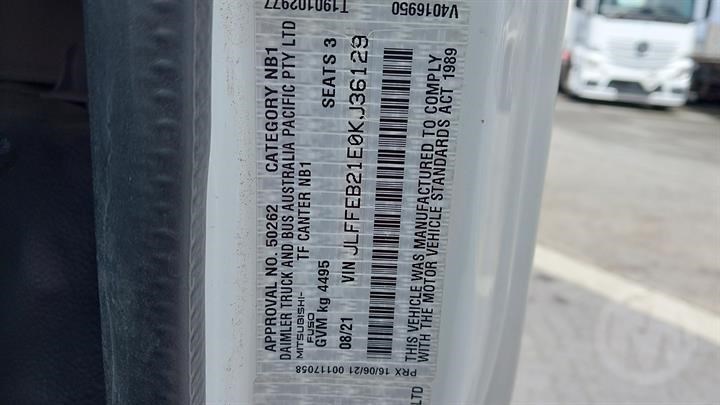 T190102977 V4016950
APPROVAL NO. 50262 CATEGORY NB1
DAIMLER TRUCK AND BUS AUSTRALIA PACIFIC PTY LTD
MITSUBISHI- TF CANTER NB1
FUSO
GVM kg 4495 SEATS 3
08/21 VIN JLFFEB21E0KJ36129
THIS VEHICLE WAS MANUFACTURED TO COMPLY
WITH THE MOTOR VEHICLE STANDARDS ACT 1989
PRX 16/06/21 00117058
LTD